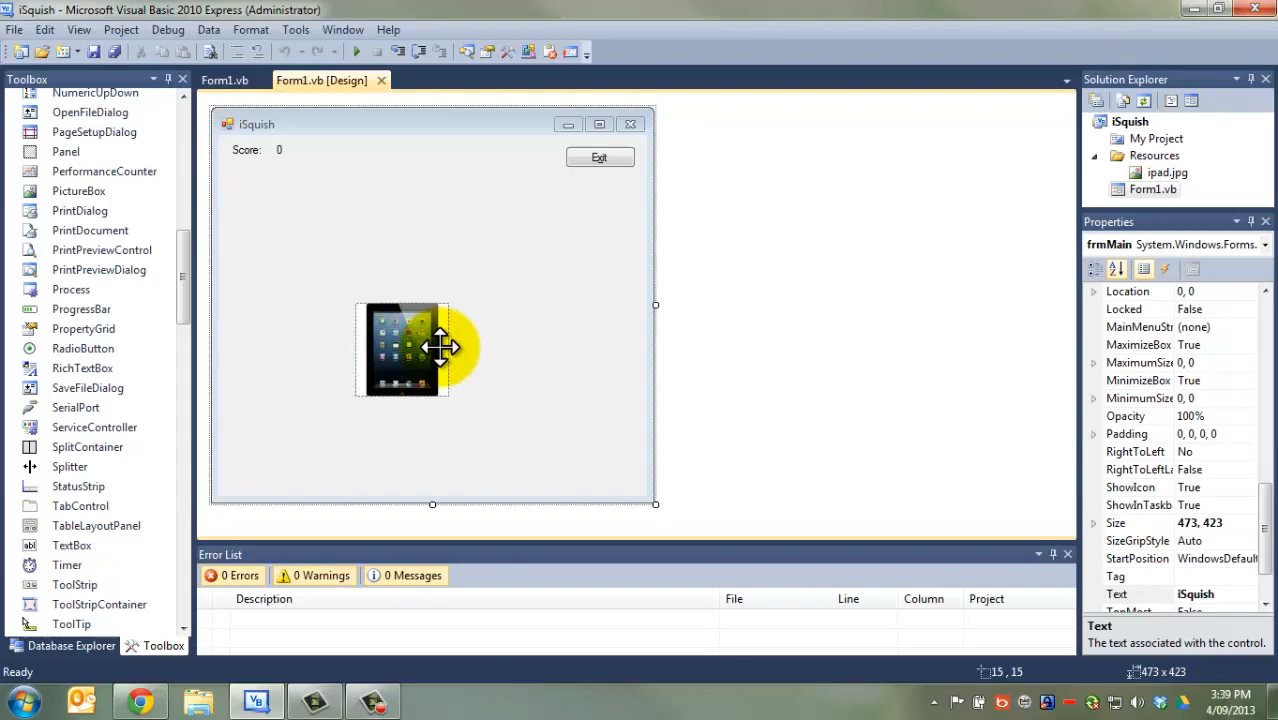 iSquish - Microsoft Visual Basic 2010 Express (Administrator)
File Edit View Project Debug Format Data Tools Window Help
Toolbox
NumericUpDown
OpenFileDialog
PageSetupDialog
Panel
PerformanceCounter
PictureBox
PrintDialog
PrintDocument
PrintPreviewControl
PrintPreviewDialog
Process
ProgressBar
PropertyGrid
RadioButton
RichTextBox
SaveFileDialog
SerialPort
ServiceController
SplitContainer
Splitter
StatusStrip
TabControl
TableLayoutPanel
TextBox
Timer
ToolStrip
ToolStripContainer
ToolTip
Database Explorer Toolbox
Form1.vb Form1.vb [Design]
iSquish
Score: 0 Exit
Error List
0 Errors 0 Warnings 0 Messages
Description File Line Column Project
Solution Explorer
iSquish
My Project
Resources
ipad.jpg
Form1.vb
Properties
frmMain System.Windows.Forms.
Location 0, 0
Locked False
MainMenuStr (none)
MaximizeBox True
MaximumSize 0, 0
MinimizeBox True
MinimumSize 0, 0
Opacity 100%
Padding 0, 0, 0, 0
RightToLeft No
RightToLeftLa False
ShowIcon True
ShowInTaskb True
Size 473, 423
SizeGripStyle Auto
StartPosition WindowsDefault
Tag
Text iSquish
TopMost False
Text
The text associated with the control.
Ready 15 , 15 473 x 423
3:39 PM
4/09/2013